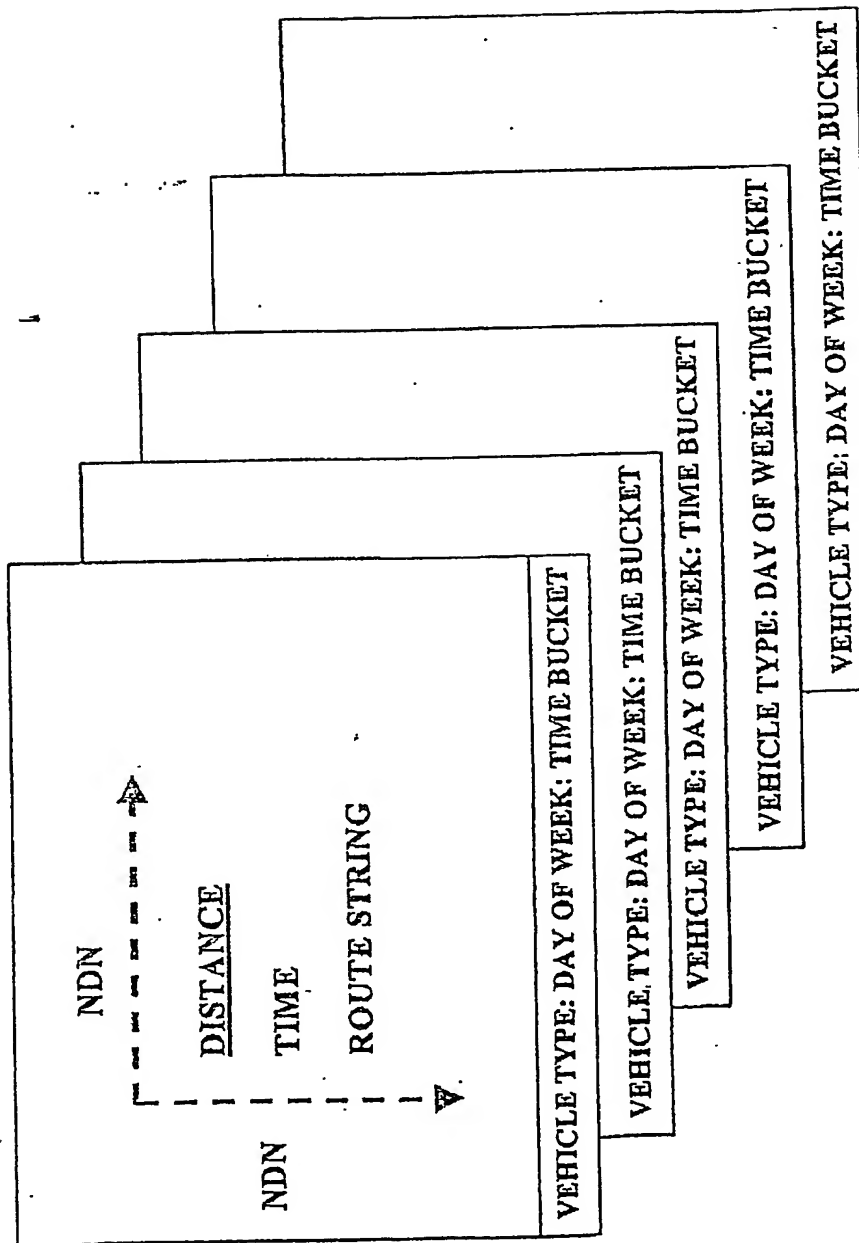 NDN
NDN
DISTANCE
TIME
ROUTE STRING
VEHICLE TYPE: DAY OF WEEK: TIME BUCKET
VEHICLE TYPE: DAY OF WEEK: TIME BUCKET
VEHICLE TYPE: DAY OF WEEK: TIME BUCKET
VEHICLE TYPE: DAY OF WEEK: TIME BUCKET
VEHICLE TYPE: DAY OF WEEK: TIME BUCKET